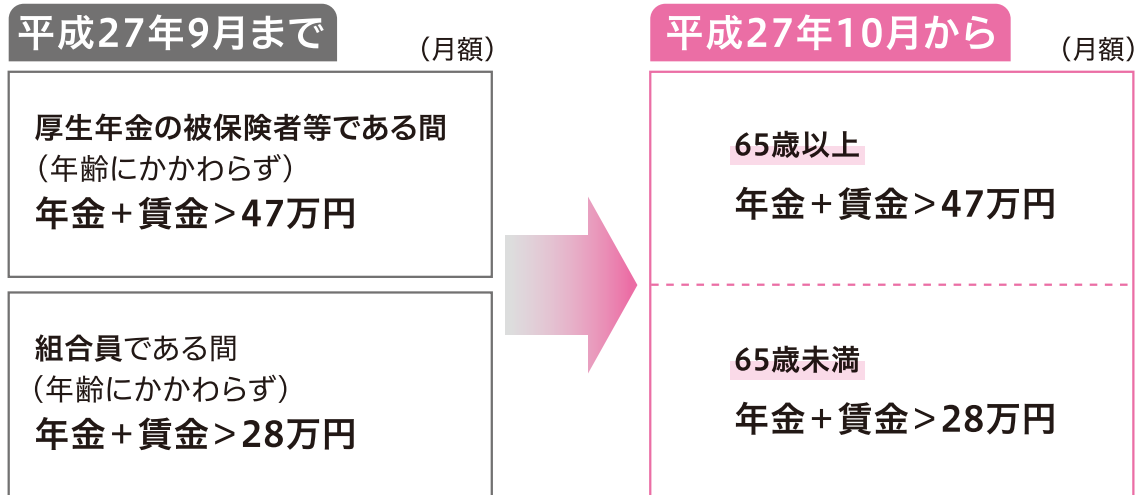 平成27年9月まで
（月額）
厚生年金の被保険者等である間
（年齢にかかわらず）
年金＋賃金＞47万円
組合員である間
（年齢にかかわらず）
年金＋賃金＞28万円
平成27年10月から
（月額）
65歳以上
年金＋賃金＞47万円
65歳未満
年金＋賃金＞28万円